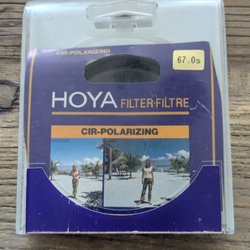 CIR-POLARIZING
67.0s
HOYA FILTER·FILTRE
CIR-POLARIZING